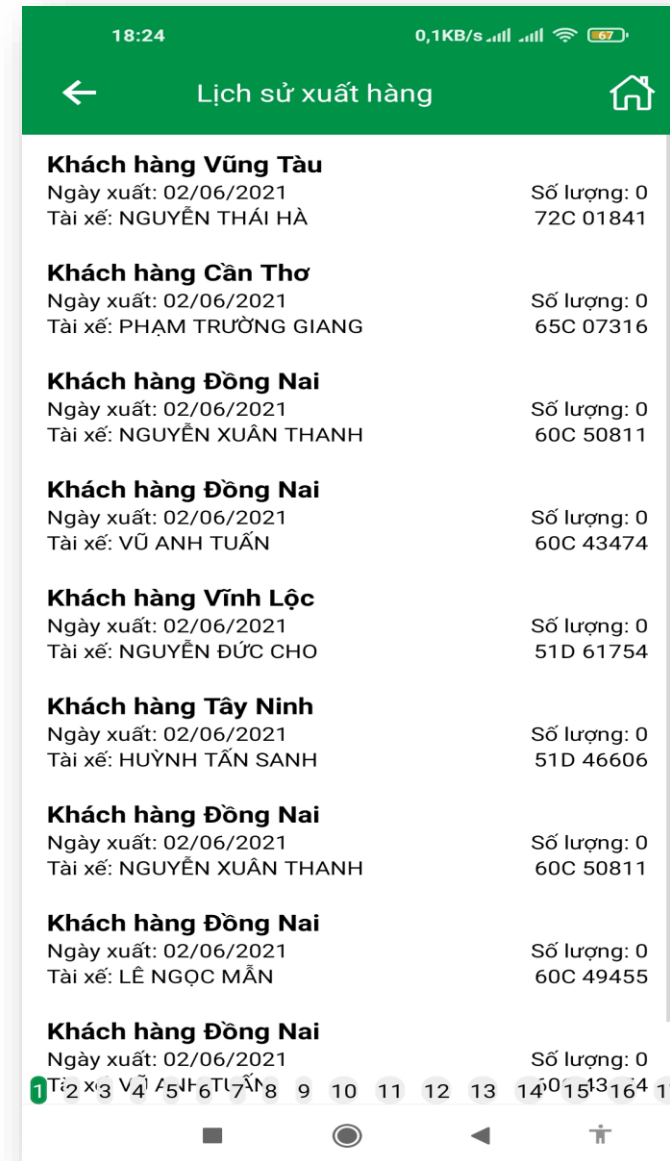 18:24 0,1KB/s 67
Lịch sử xuất hàng
Khách hàng Vũng Tàu
Ngày xuất: 02/06/2021 Số lượng: 0
Tài xế: NGUYỄN THÁI HÀ 72C 01841
Khách hàng Cần Thơ
Ngày xuất: 02/06/2021 Số lượng: 0
Tài xế: PHẠM TRƯỜNG GIANG 65C 07316
Khách hàng Đồng Nai
Ngày xuất: 02/06/2021 Số lượng: 0
Tài xế: NGUYỄN XUÂN THANH 60C 50811
Khách hàng Đồng Nai
Ngày xuất: 02/06/2021 Số lượng: 0
Tài xế: VŨ ANH TUẤN 60C 43474
Khách hàng Vĩnh Lộc
Ngày xuất: 02/06/2021 Số lượng: 0
Tài xế: NGUYỄN ĐỨC CHO 51D 61754
Khách hàng Tây Ninh
Ngày xuất: 02/06/2021 Số lượng: 0
Tài xế: HUỲNH TẤN SANH 51D 46606
Khách hàng Đồng Nai
Ngày xuất: 02/06/2021 Số lượng: 0
Tài xế: NGUYỄN XUÂN THANH 60C 50811
Khách hàng Đồng Nai
Ngày xuất: 02/06/2021 Số lượng: 0
Tài xế: LÊ NGỌC MẪN 60C 49455
Khách hàng Đồng Nai
Ngày xuất: 02/06/2021 Số lượng: 0
1 2 3 4 5 6 7 8 9 10 11 12 13 14 15 16